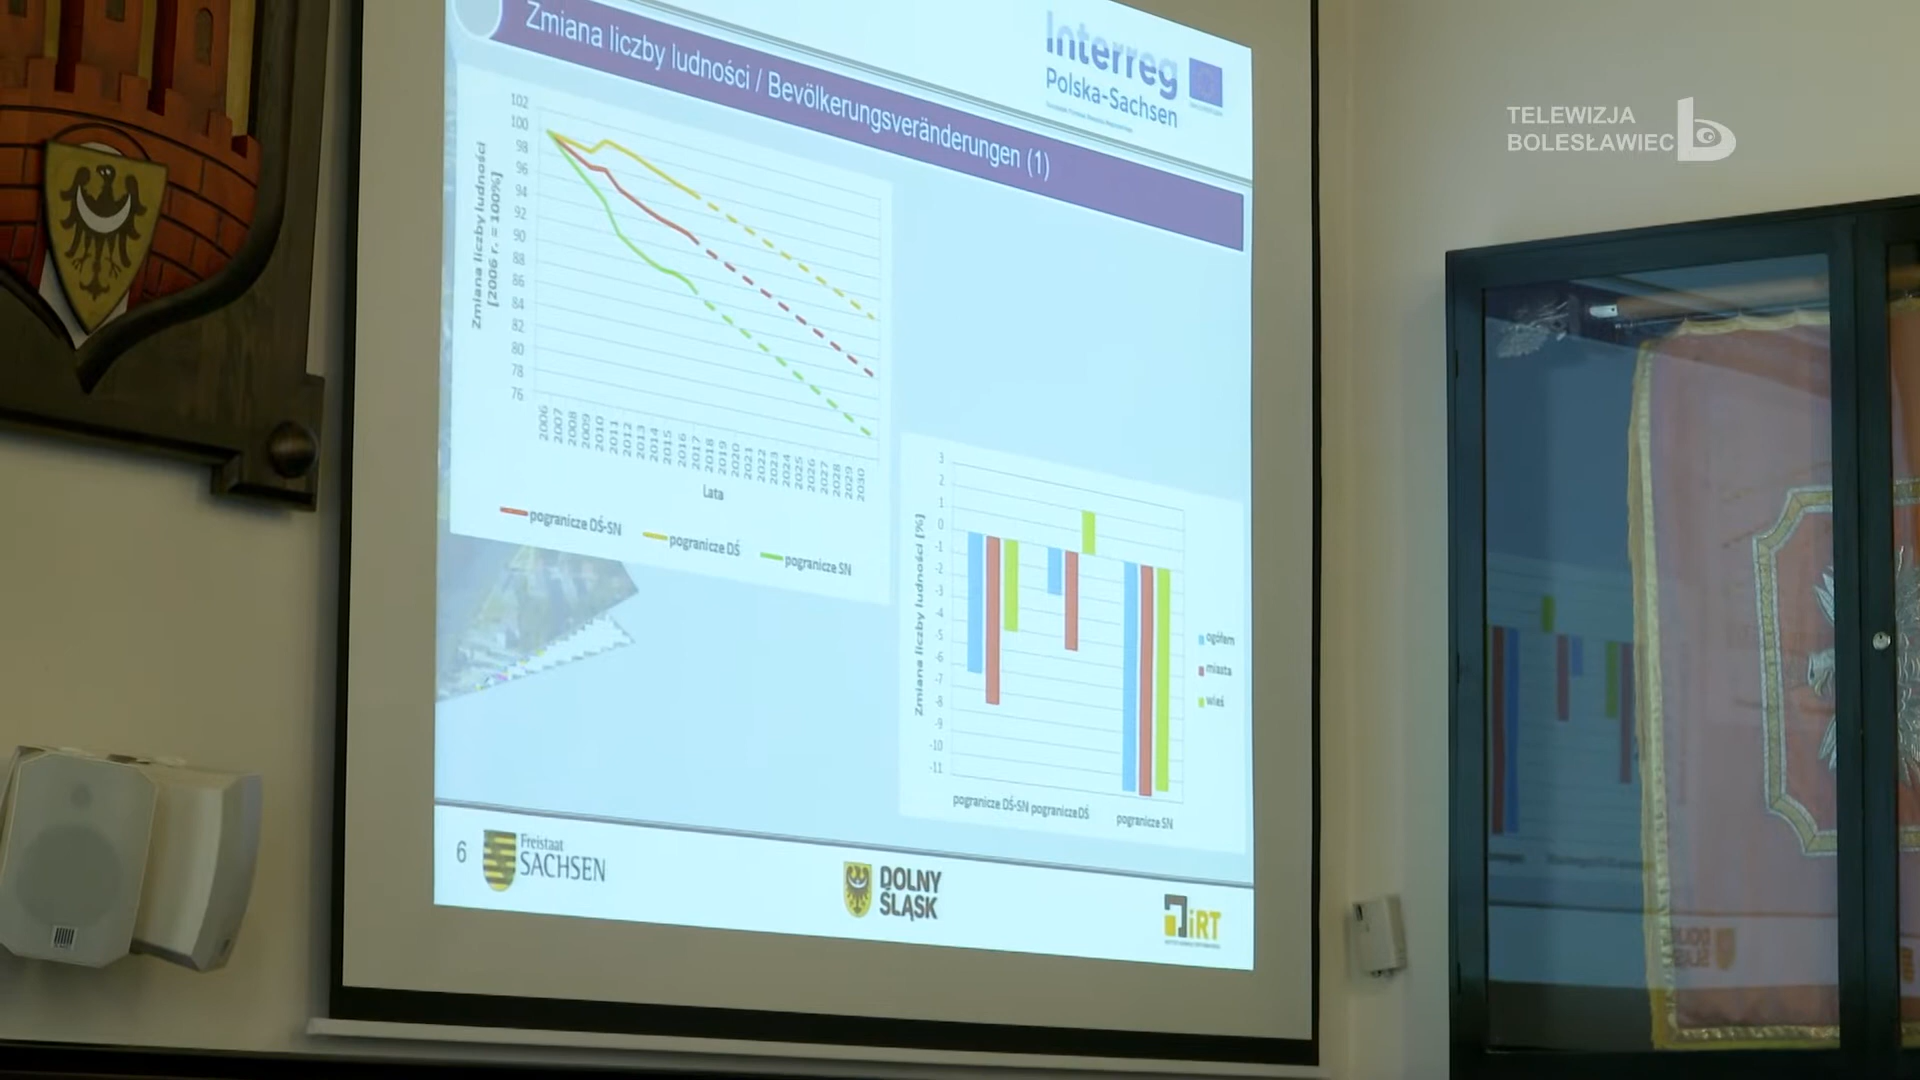 Zmiana liczby ludności / Bevölkerungsveränderungen (1)
Interreg
Polska-Sachsen
TELEWIZJA
BOLESŁAWIEC
Zmiana liczby ludności
[2006 r. = 100%]
102
100
98
96
94
92
90
88
86
84
82
80
78
76
2006 2007 2008 2009 2010 2011 2012 2013 2014 2015 2016 2017 2018 2019 2020 2021 2022 2023 2024 2025 2026 2027 2028 2029 2030
Lata
pogranicze DŚ-SN pogranicze DŚ pogranicze SN
Zmiana liczby ludności [%]
3
2
1
0
-1
-2
-3
-4
-5
-6
-7
-8
-9
-10
-11
pogranicze DŚ-SN pogranicze DŚ pogranicze SN
ogółem
miasta
wieś
6
Freistaat
SACHSEN
DOLNY
ŚLĄSK
iRT